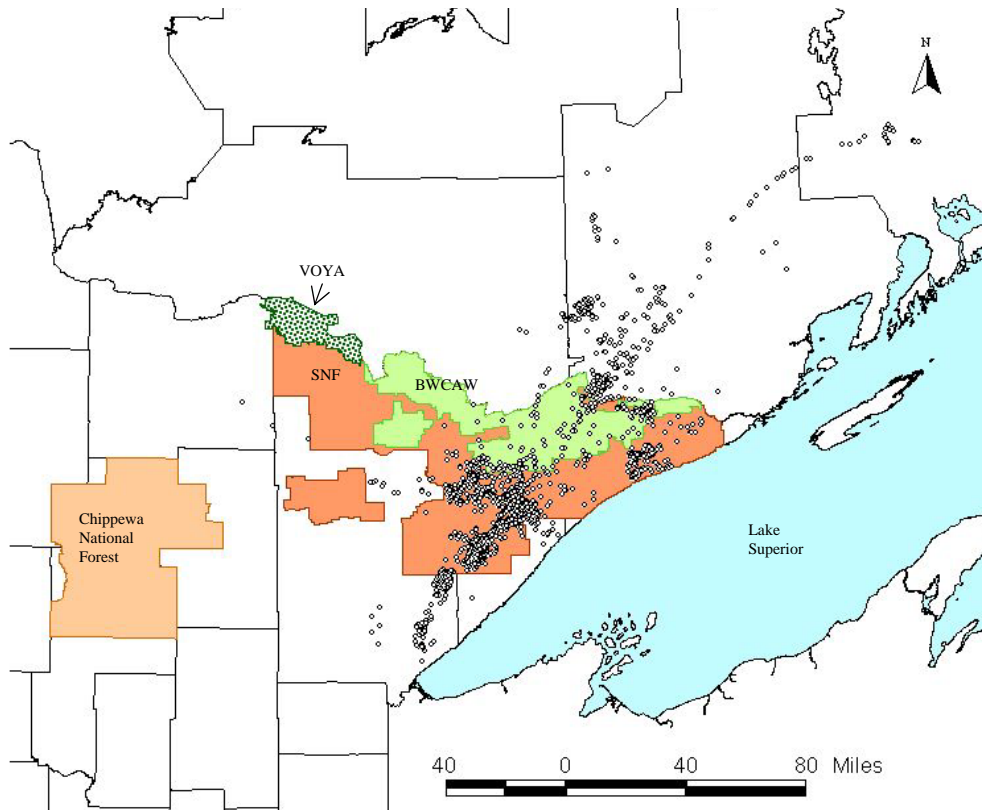 N
VOYA
SNF
BWCAW
Chippewa
National
Forest
Lake
Superior
40 0 40 80 Miles